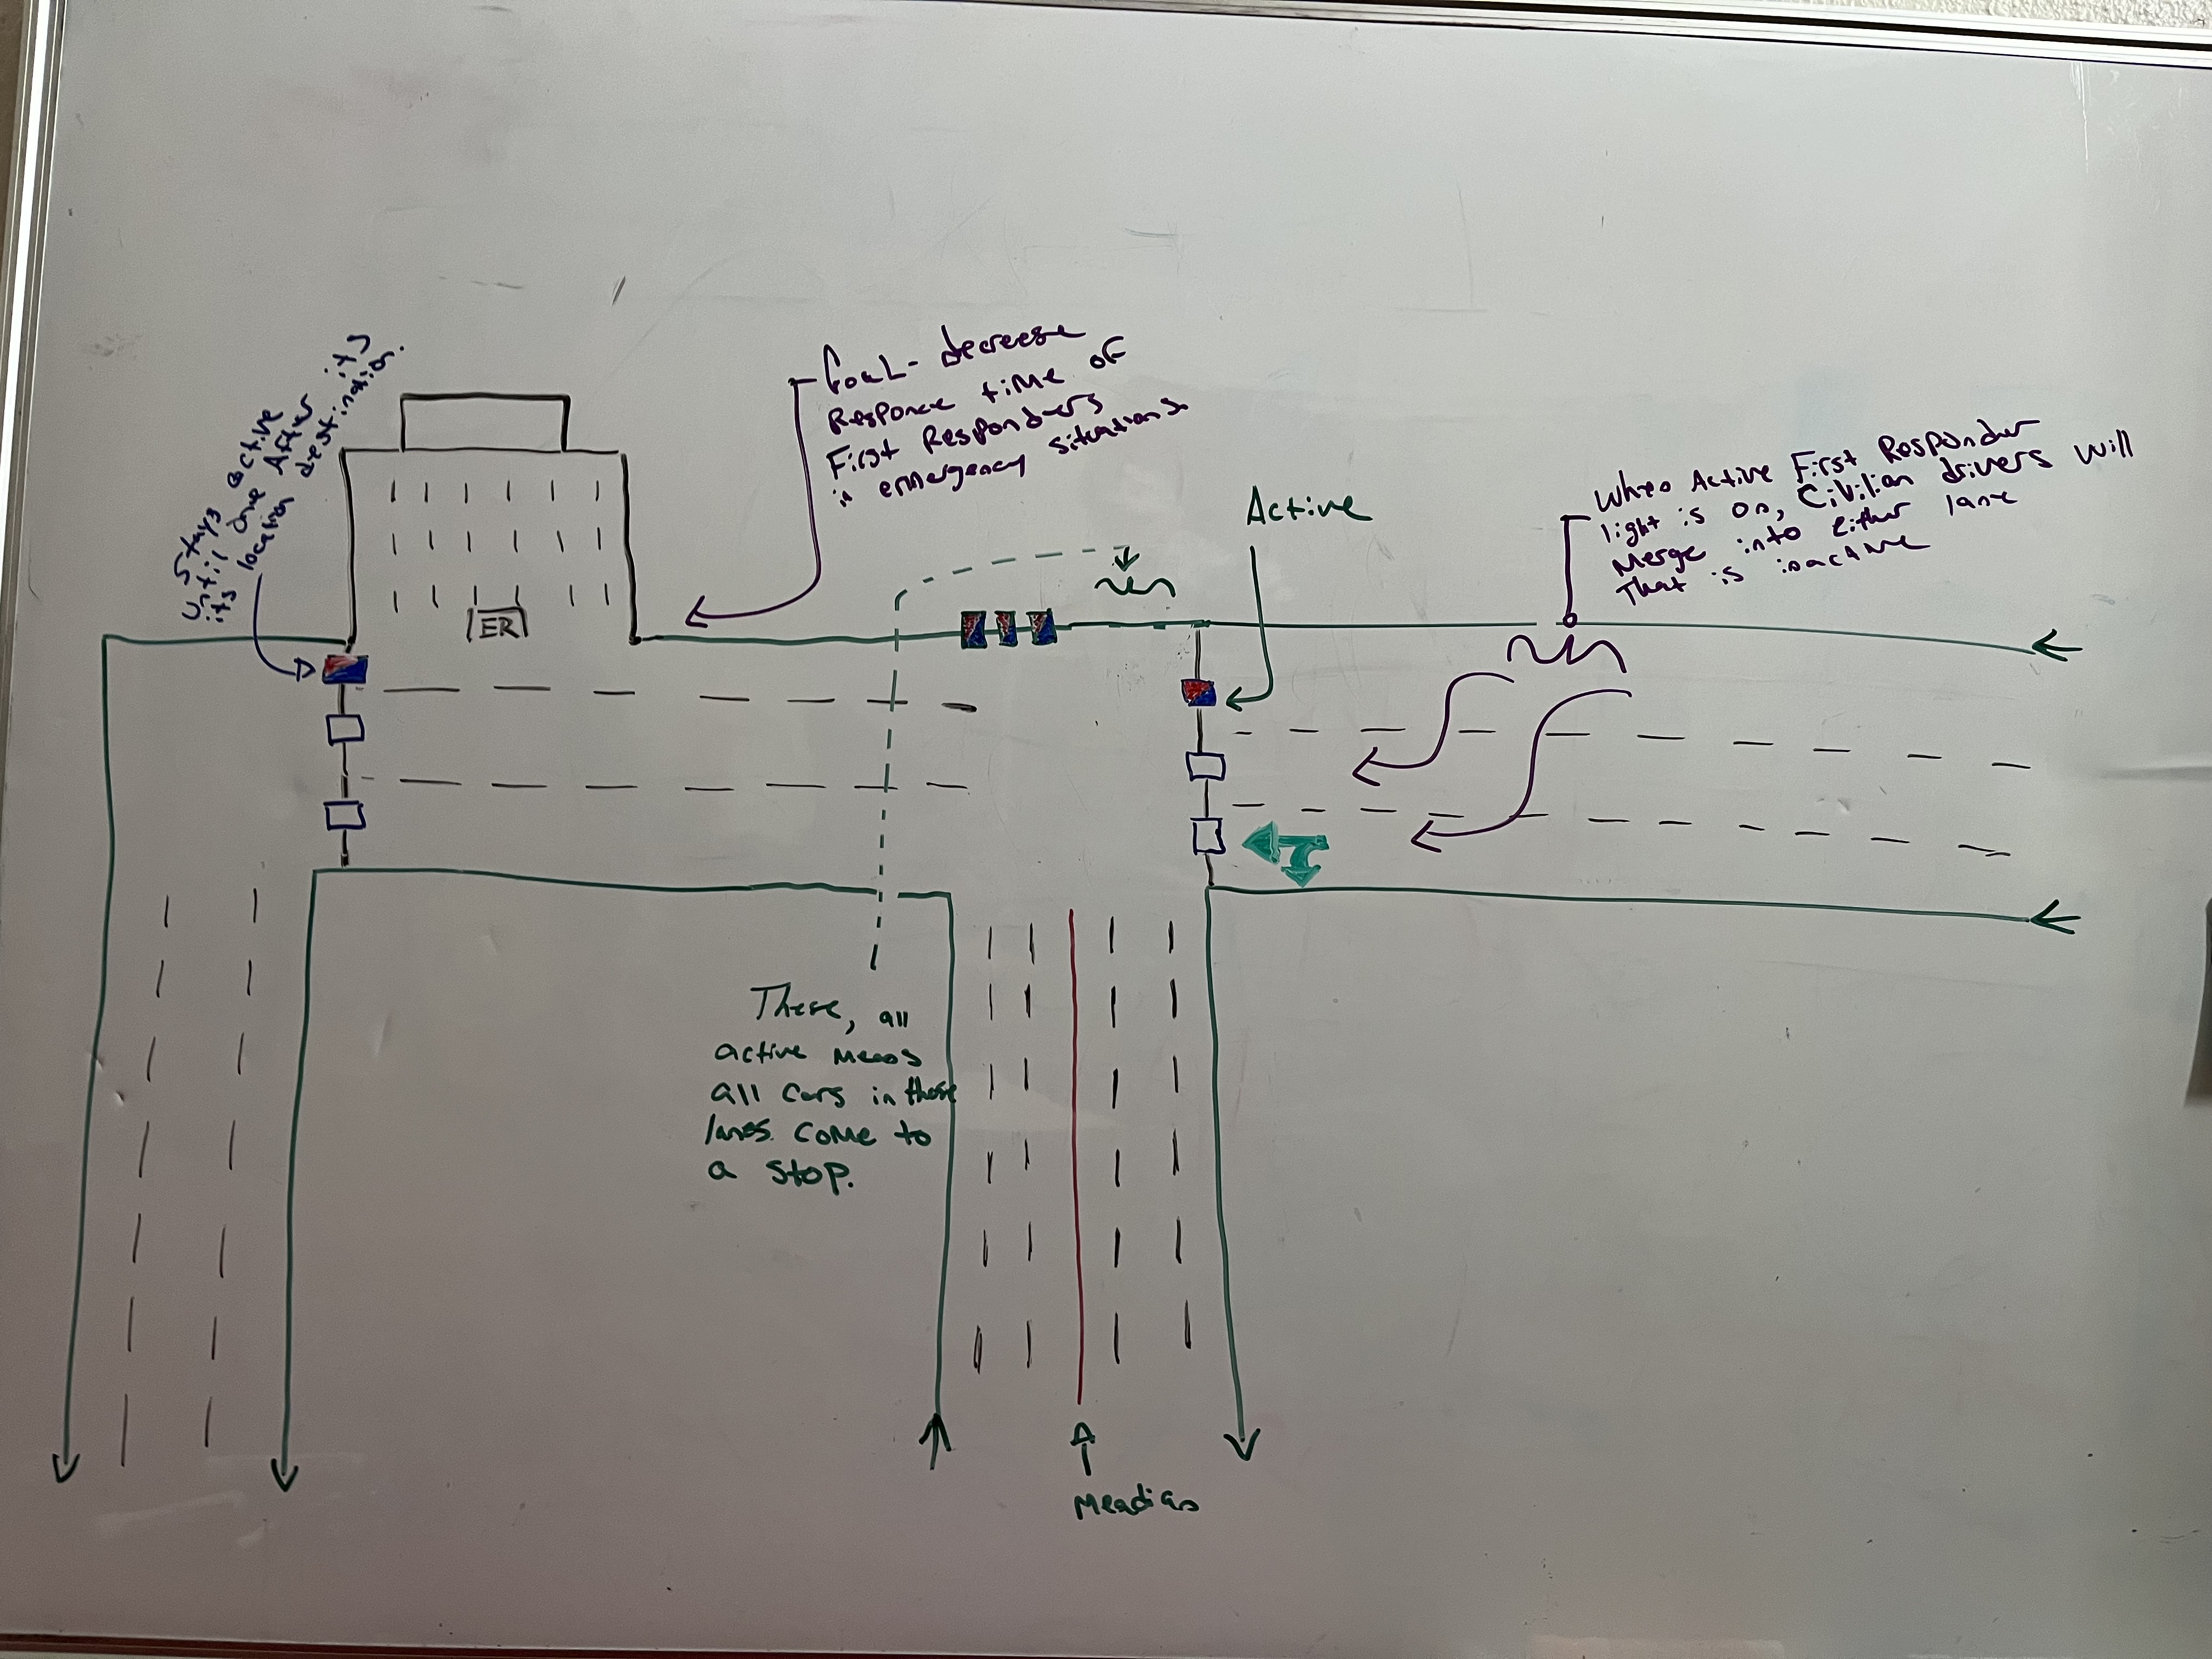 Stays active
Until one After its
its location destination.
Goal- decrease
Responce time of
First Responders
in emergency situations
Active
When Active First Responder
light is on, Civilian drivers will
Merge into either lane
That is inactive
ER
These, all
active means
all cars in those
lanes come to
a stop.
Meadian